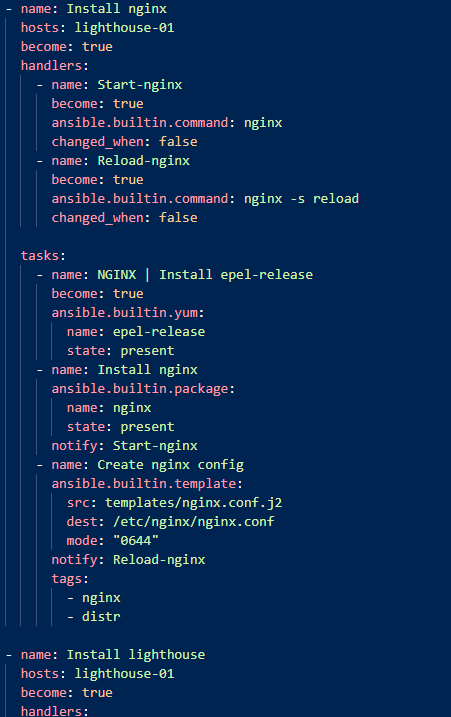 - name: Install nginx
  hosts: lighthouse-01
  become: true
  handlers:
    - name: Start-nginx
      become: true
      ansible.builtin.command: nginx
      changed_when: false
    - name: Reload-nginx
      become: true
      ansible.builtin.command: nginx -s reload
      changed_when: false

  tasks:
    - name: NGINX | Install epel-release
      become: true
      ansible.builtin.yum:
        name: epel-release
        state: present
    - name: Install nginx
      ansible.builtin.package:
        name: nginx
        state: present
      notify: Start-nginx
    - name: Create nginx config
      ansible.builtin.template:
        src: templates/nginx.conf.j2
        dest: /etc/nginx/nginx.conf
        mode: "0644"
      notify: Reload-nginx
      tags:
        - nginx
        - distr

- name: Install lighthouse
  hosts: lighthouse-01
  become: true
  handlers: